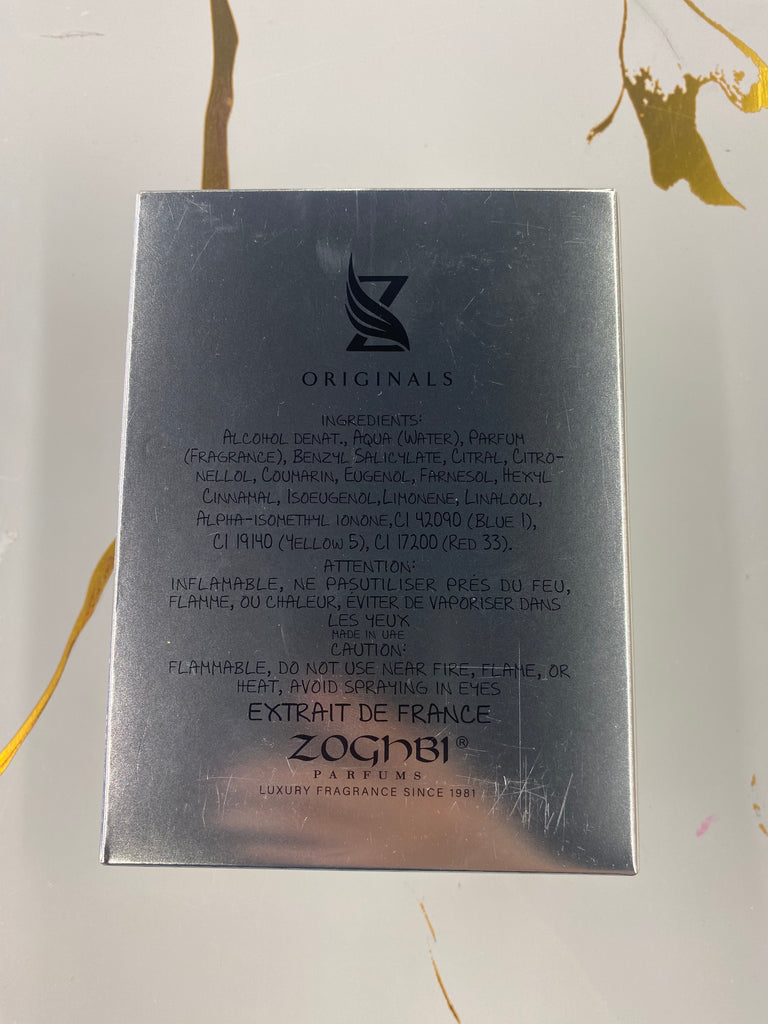 ORIGINALS
INGREDIENTS:
ALCOHOL DENAT., AQUA (WATER), PARFUM
(FRAGRANCE), BENZYL SALICYLATE, CITRAL, CITRO-
NELLOL, COUMARIN, EUGENOL, FARNESOL, HEXYL
CINNAMAL, ISOEUGENOL,LIMONENE, LINALOOL,
ALPHA-ISOMETHYL IONONE,CI 42090 (BLUE 1),
CI 19140 (YELLOW 5), CI 17200 (RED 33).
ATTENTION:
INFLAMABLE, NE PASUTILISER PRÉS DU FEU,
FLAMME, OU CHALEUR, ÉVITER DE VAPORISER DANS
LES YEUX
MADE IN UAE
CAUTION:
FLAMMABLE, DO NOT USE NEAR FIRE, FLAME, OR
HEAT, AVOID SPRAYING IN EYES
EXTRAIT DE FRANCE
ZOGHBI®
PARFUMS
LUXURY FRAGRANCE SINCE 1981